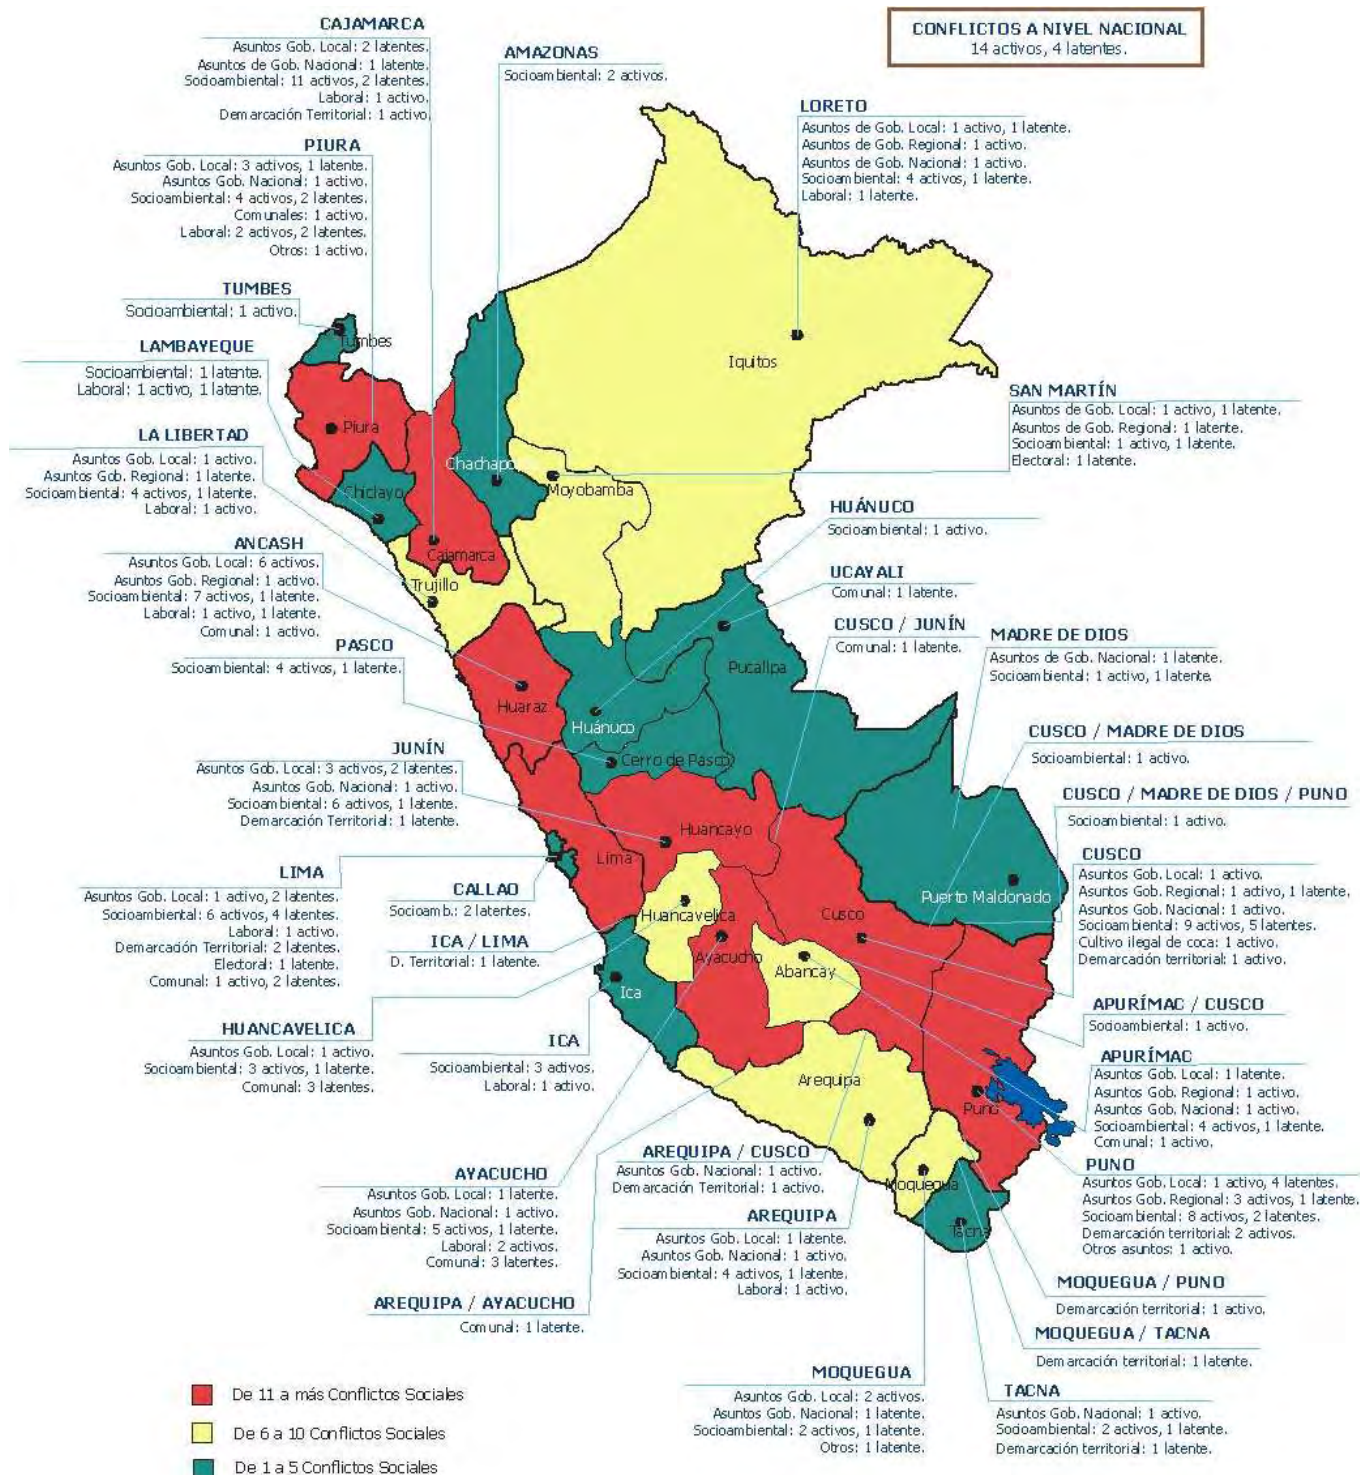 CAJAMARCA
Asuntos Gob. Local: 2 latentes.
Asuntos de Gob. Nacional: 1 latente.
Socioambiental: 11 activos, 2 latentes.
Laboral: 1 activo.
Demarcación Territorial: 1 activo.
AMAZONAS
Socioambiental: 2 activos.
CONFLICTOS A NIVEL NACIONAL
14 activos, 4 latentes.
LORETO
Asuntos de Gob. Local: 1 activo, 1 latente.
Asuntos de Gob. Regional: 1 activo.
Asuntos de Gob. Nacional: 1 activo.
Socioambiental: 4 activos, 1 latente.
Laboral: 1 latente.
PIURA
Asuntos Gob. Local: 3 activos, 1 latente.
Asuntos Gob. Nacional: 1 activo.
Socioambiental: 4 activos, 2 latentes.
Comunales: 1 activo.
Laboral: 2 activos, 2 latentes.
Otros: 1 activo.
TUMBES
Socioambiental: 1 activo.
LAMBAYEQUE
Socioambiental: 1 latente.
Laboral: 1 activo, 1 latente.
LA LIBERTAD
Asuntos Gob. Local: 1 activo.
Asuntos Gob. Regional: 1 latente.
Socioambiental: 4 activos, 1 latente.
Laboral: 1 activo.
SAN MARTÍN
Asuntos de Gob. Local: 1 activo, 1 latente.
Asuntos de Gob. Regional: 1 latente.
Socioambiental: 1 activo, 1 latente.
Electoral: 1 latente.
ANCASH
Asuntos Gob. Local: 6 activos.
Asuntos Gob. Regional: 1 activo.
Socioambiental: 7 activos, 1 latente.
Laboral: 1 activo, 1 latente.
Comunal: 1 activo.
HUÁNUCO
Socioambiental: 1 activo.
UCAYALI
Comunal: 1 latente.
CUSCO / JUNÍN
Comunal: 1 latente.
PASCO
Socioambiental: 4 activos, 1 latente.
MADRE DE DIOS
Asuntos de Gob. Nacional: 1 latente.
Socioambiental: 1 activo, 1 latente.
CUSCO / MADRE DE DIOS
Socioambiental: 1 activo.
JUNÍN
Asuntos Gob. Local: 3 activos, 2 latentes.
Asuntos Gob. Nacional: 1 activo.
Socioambiental: 6 activos, 1 latente.
Demarcación Territorial: 1 latente.
CUSCO / MADRE DE DIOS / PUNO
Socioambiental: 1 activo.
LIMA
Asuntos Gob. Local: 1 activo, 2 latentes.
Socioambiental: 6 activos, 4 latentes.
Laboral: 1 activo.
Demarcación Territorial: 2 latentes.
Electoral: 1 latente.
Comunal: 1 activo, 2 latentes.
CALLAO
Socioamb.: 2 latentes.
CUSCO
Asuntos Gob. Local: 1 activo.
Asuntos Gob. Regional: 1 activo, 1 latente.
Asuntos Gob. Nacional: 1 activo.
Socioambiental: 9 activos, 5 latentes.
Cultivo ilegal de coca: 1 activo.
Demarcación territorial: 1 activo.
ICA / LIMA
D. Territorial: 1 latente.
HUANCAVELICA
Asuntos Gob. Local: 1 activo.
Socioambiental: 3 activos, 1 latente.
Comunal: 3 latentes.
ICA
Socioambiental: 3 activos.
Laboral: 1 activo.
APURÍMAC / CUSCO
Socioambiental: 1 activo.
APURÍMAC
Asuntos Gob. Local: 1 latente.
Asuntos Gob. Regional: 1 activo.
Asuntos Gob. Nacional: 1 activo.
Socioambiental: 4 activos, 1 latente.
Comunal: 1 activo.
AYACUCHO
Asuntos Gob. Local: 1 latente.
Asuntos Gob. Nacional: 1 activo.
Socioambiental: 5 activos, 1 latente.
Laboral: 2 activos.
Comunal: 3 latentes.
AREQUIPA / CUSCO
Asuntos Gob. Nacional: 1 activo.
Demarcación Territorial: 1 activo.
AREQUIPA
Asuntos Gob. Local: 1 latente.
Asuntos Gob. Nacional: 1 activo.
Socioambiental: 4 activos, 1 latente.
Laboral: 1 activo.
PUNO
Asuntos Gob. Local: 1 activo, 4 latentes.
Asuntos Gob. Regional: 3 activos, 1 latente.
Socioambiental: 8 activos, 2 latentes.
Demarcación territorial: 2 activos.
Otros asuntos: 1 activo.
AREQUIPA / AYACUCHO
Comunal: 1 latente.
MOQUEGUA / PUNO
Demarcación territorial: 1 activo.
MOQUEGUA / TACNA
Demarcación territorial: 1 latente.
MOQUEGUA
Asuntos Gob. Local: 2 activos.
Asuntos Gob. Nacional: 1 latente.
Socioambiental: 2 activos, 1 latente.
Otros: 1 latente.
TACNA
Asuntos Gob. Nacional: 1 activo.
Socioambiental: 2 activos, 1 latente.
Demarcación territorial: 1 latente.
Tumbes
Iquitos
Piura
Chachapo
Moyobamba
Chiclayo
Cajamarca
Trujillo
Pucallpa
Huaraz
Huánuco
Cerro de Pasco
Huancayo
Lima
Puerto Maldonado
Huancavelica
Cusco
Ayacucho
Abancay
Ica
Arequipa
Puno
Moquegua
Tacna
De 11 a más Conflictos Sociales
De 6 a 10 Conflictos Sociales
De 1 a 5 Conflictos Sociales